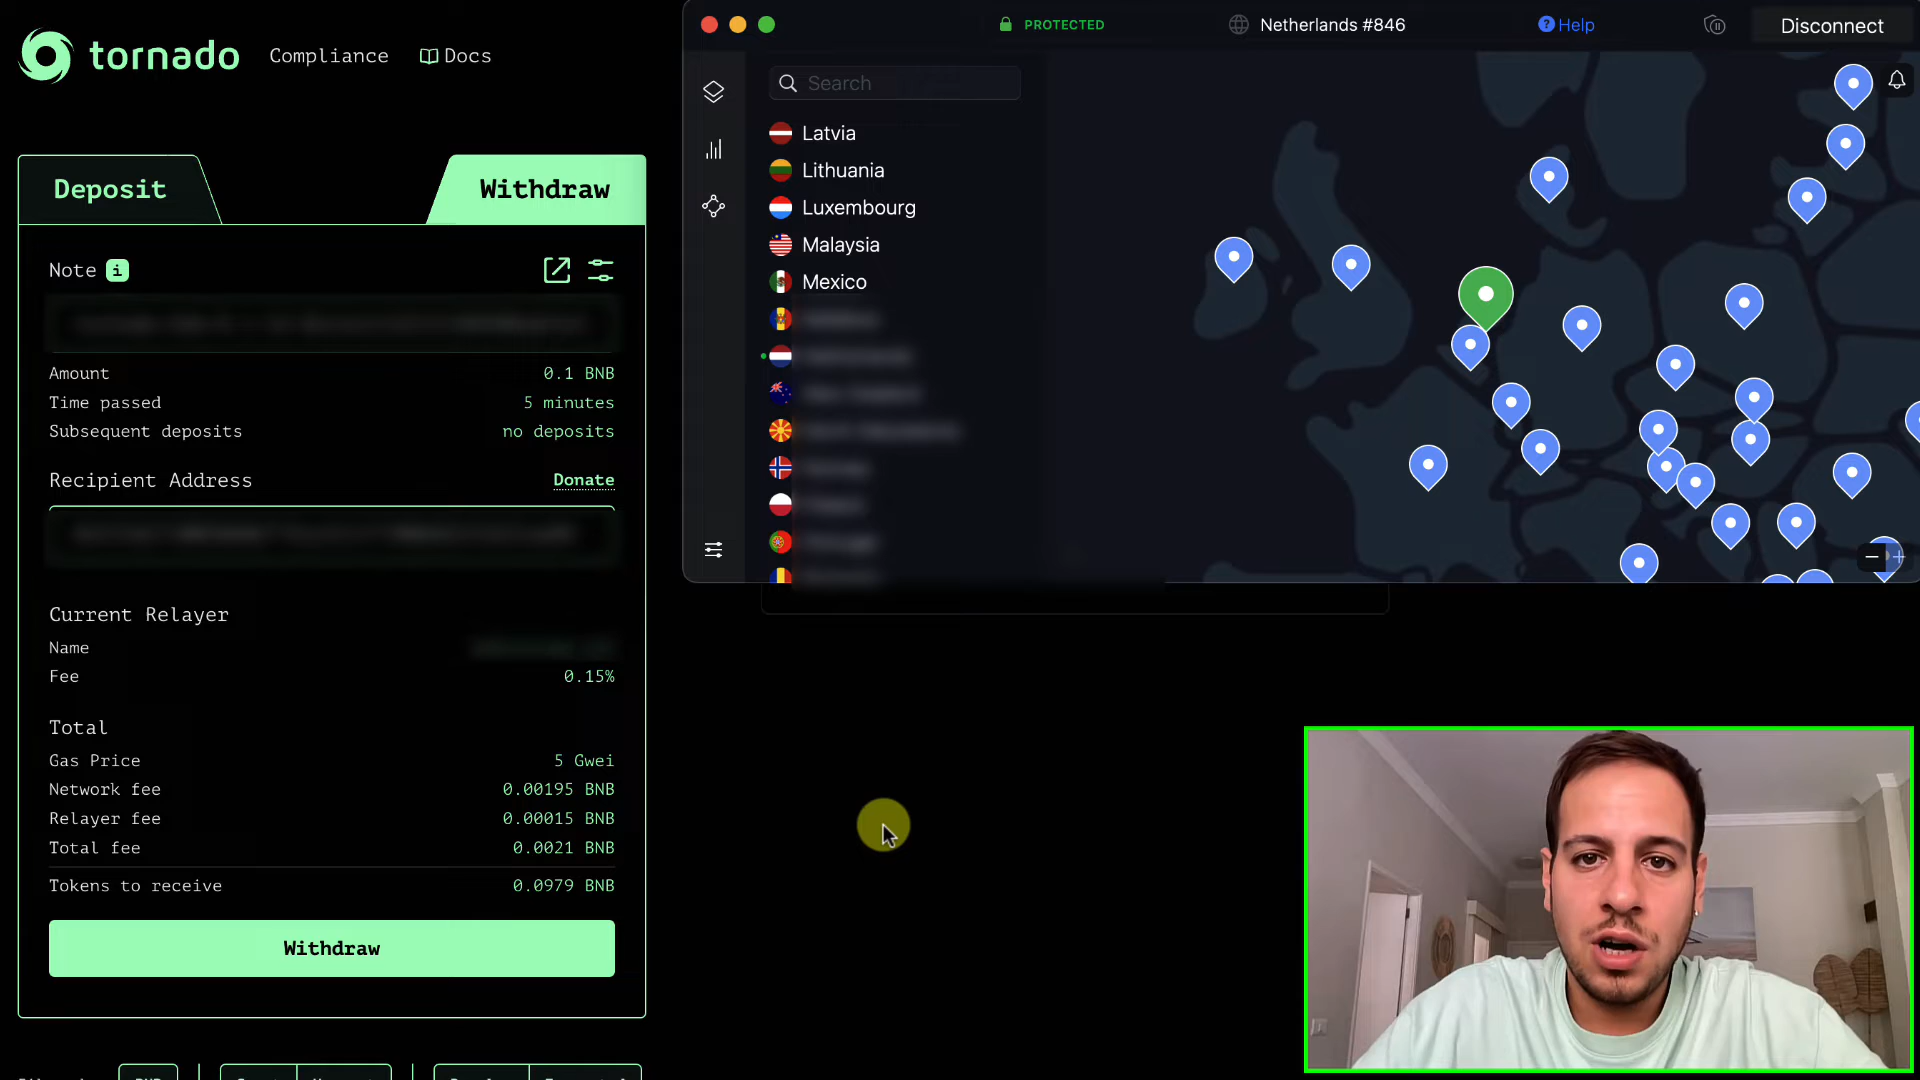 tornado
Compliance
Docs
Deposit
Withdraw
Note i
Amount 0.1 BNB
Time passed 5 minutes
Subsequent deposits no deposits
Recipient Address Donate
Current Relayer
Name
Fee 0.15%
Total
Gas Price 5 Gwei
Network fee 0.00195 BNB
Relayer fee 0.00015 BNB
Total fee 0.0021 BNB
Tokens to receive 0.0979 BNB
Withdraw
PROTECTED
Netherlands #846
? Help
Disconnect
Search
Latvia
Lithuania
Luxembourg
Malaysia
Mexico